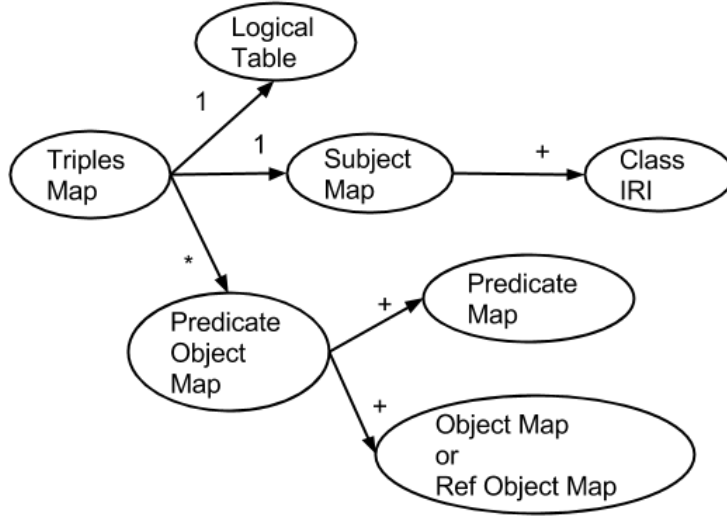 Logical
Table
1
1
+
Triples
Map
Subject
Map
Class
IRI
*
Predicate
Object
Map
+
Predicate
Map
+
Object Map
or
Ref Object Map